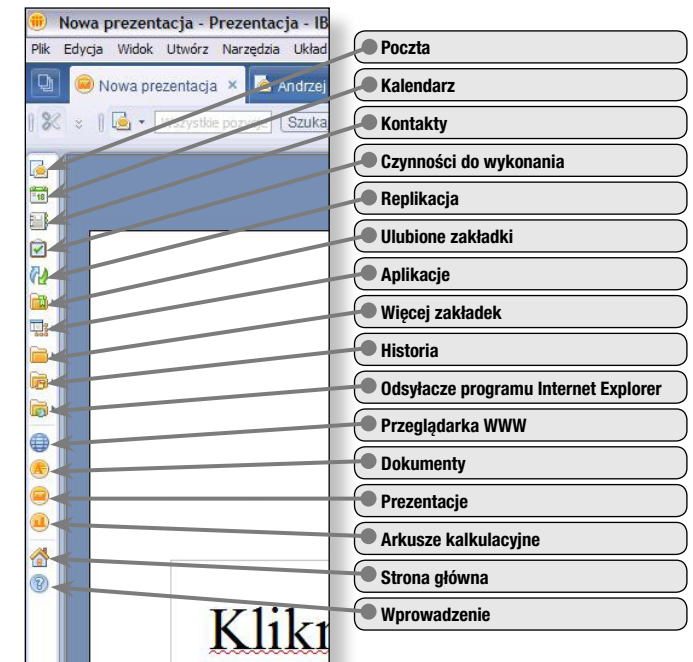 Nowa prezentacja - Prezentacja - IB
Plik Edycja Widok Utwórz Narzędzia Układ
Nowa prezentacja × Andrzej
Wszystkie pozycje Szuka
Poczta
Kalendarz
Kontakty
Czynności do wykonania
Replikacja
Ulubione zakładki
Aplikacje
Więcej zakładek
Historia
Odsyłacze programu Internet Explorer
Przeglądarka WWW
Dokumenty
Prezentacje
Arkusze kalkulacyjne
Strona główna
Wprowadzenie
Klikn